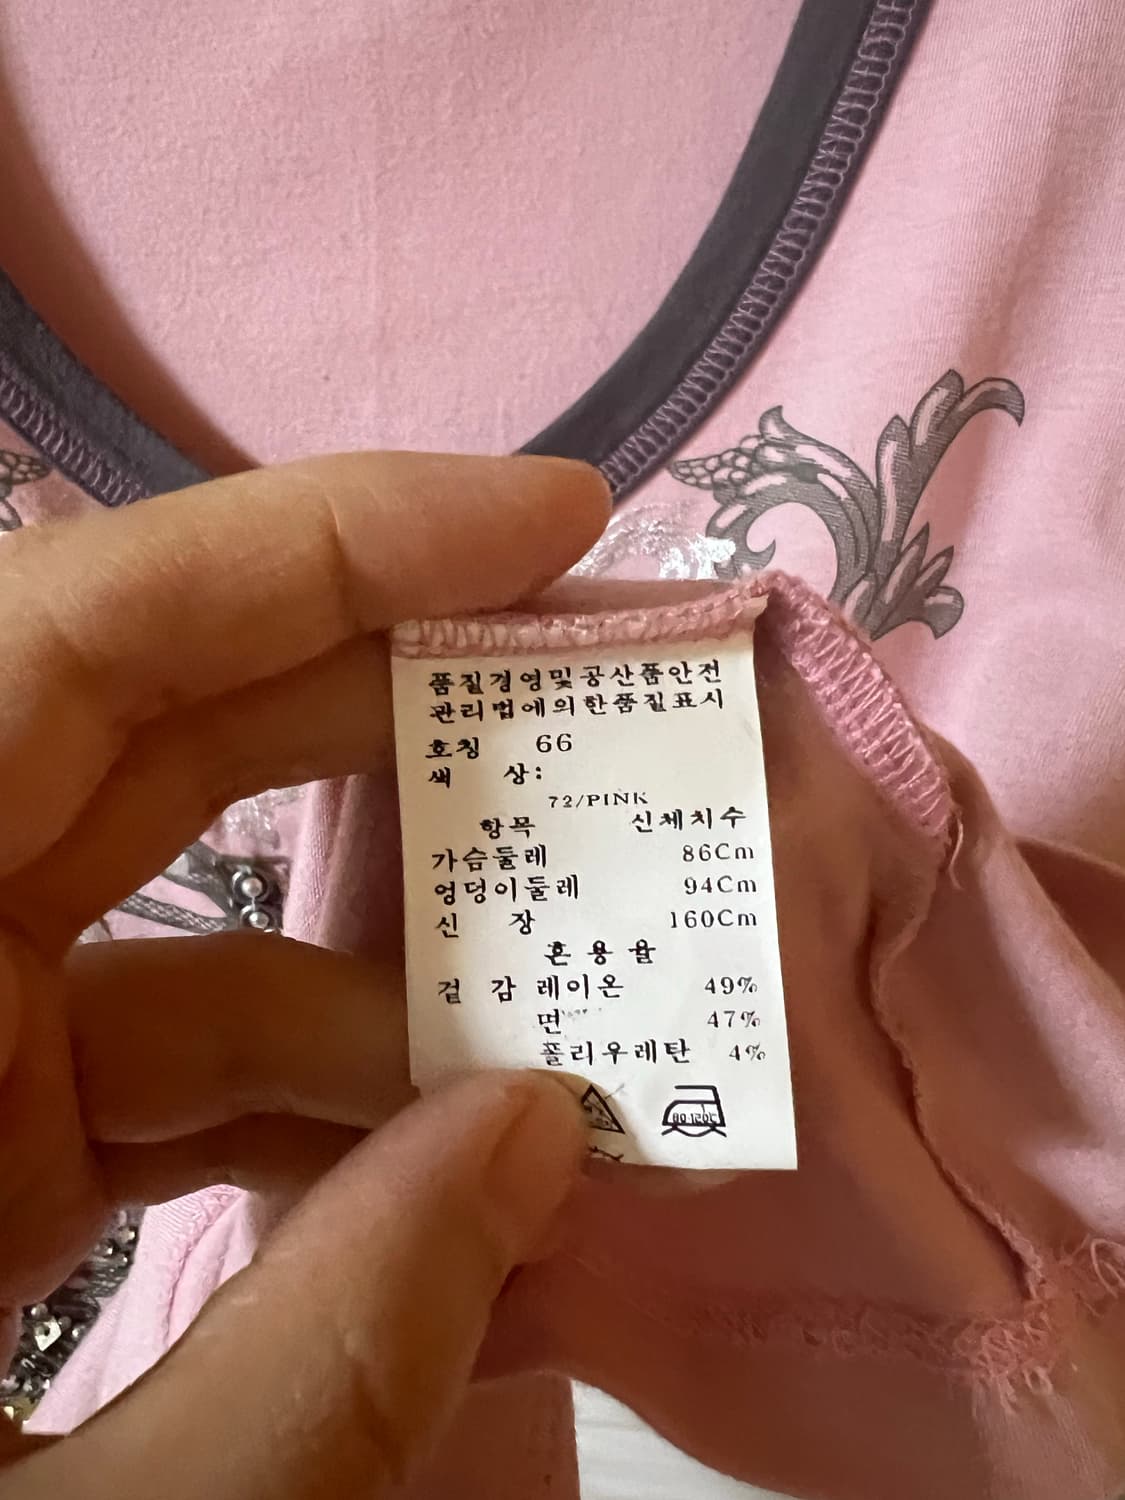 품질경영및공산품안전
관리법에의한품질표시
호칭 66
색 상:
72/PINK
항목 신체치수
가슴둘레 86Cm
엉덩이둘레 94Cm
신 장 160Cm
혼용율
겉 감 레이온 49%
면 47%
폴리우레탄 4%
80-120℃